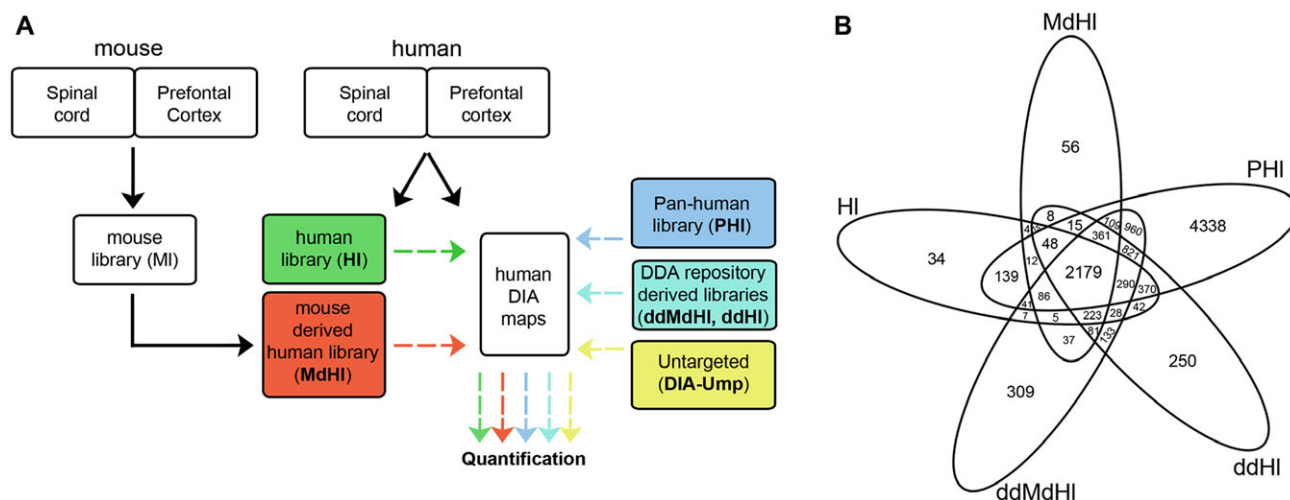 A
mouse
human
Spinal
cord
Prefontal
Cortex
Spinal
cord
Prefontal
cortex
mouse
library (MI)
human
library (HI)
mouse
derived
human library
(MdHI)
human
DIA
maps
Pan-human
library (PHI)
DDA repository
derived libraries
(ddMdHI, ddHI)
Untargeted
(DIA-Ump)
Quantification
B
MdHI
56
PHI
4338
HI
34
8
15
109
960
48
361
821
12
139
2179
290
370
86
41
42
7
5
223
28
81
133
37
250
309
ddHI
ddMdHI